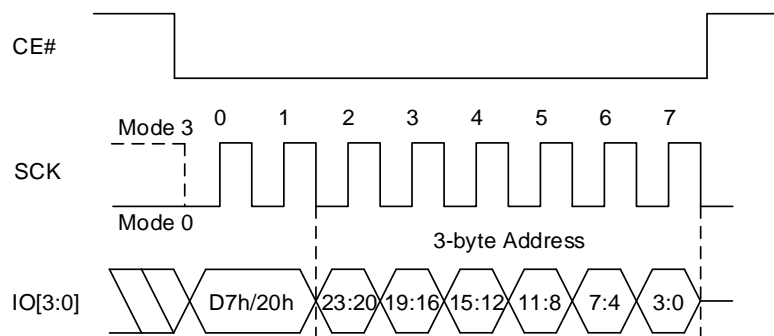 CE#
Mode 3
0 1 2 3 4 5 6 7
SCK
Mode 0
3-byte Address
IO[3:0]
D7h/20h 23:20 19:16 15:12 11:8 7:4 3:0